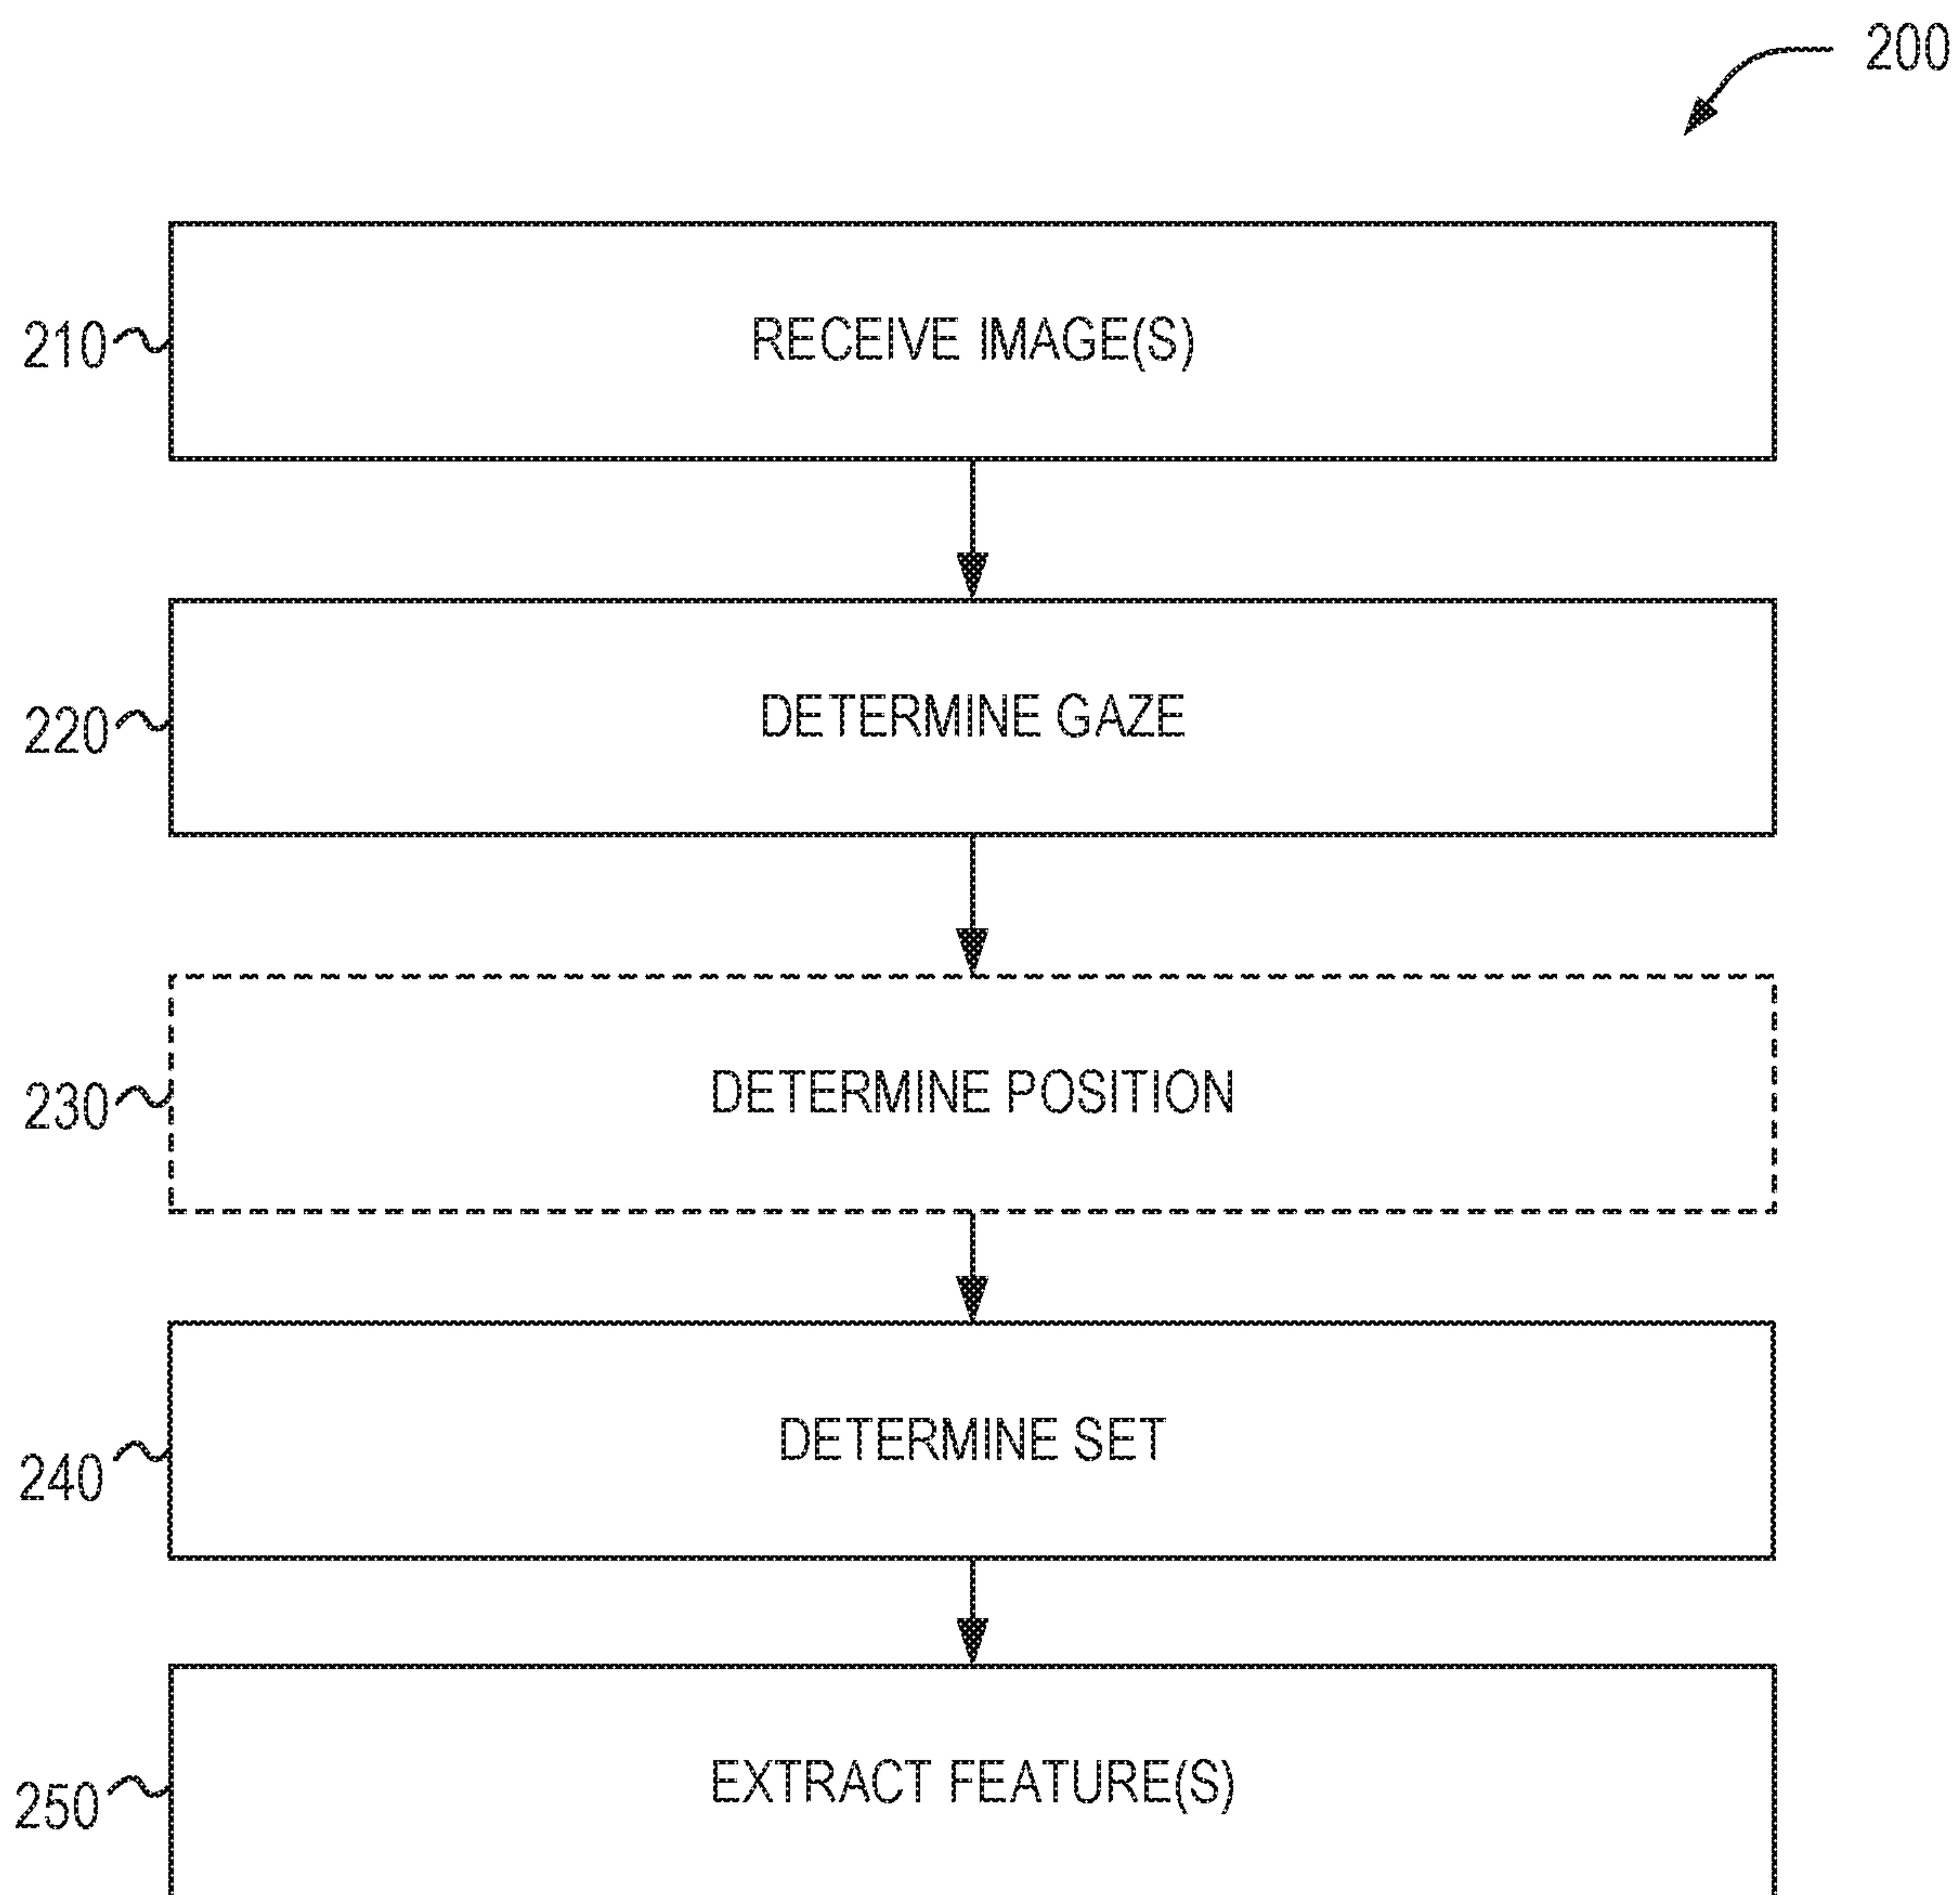 200
210 RECEIVE IMAGE(S)
220 DETERMINE GAZE
230 DETERMINE POSITION
240 DETERMINE SET
250 EXTRACT FEATURE(S)